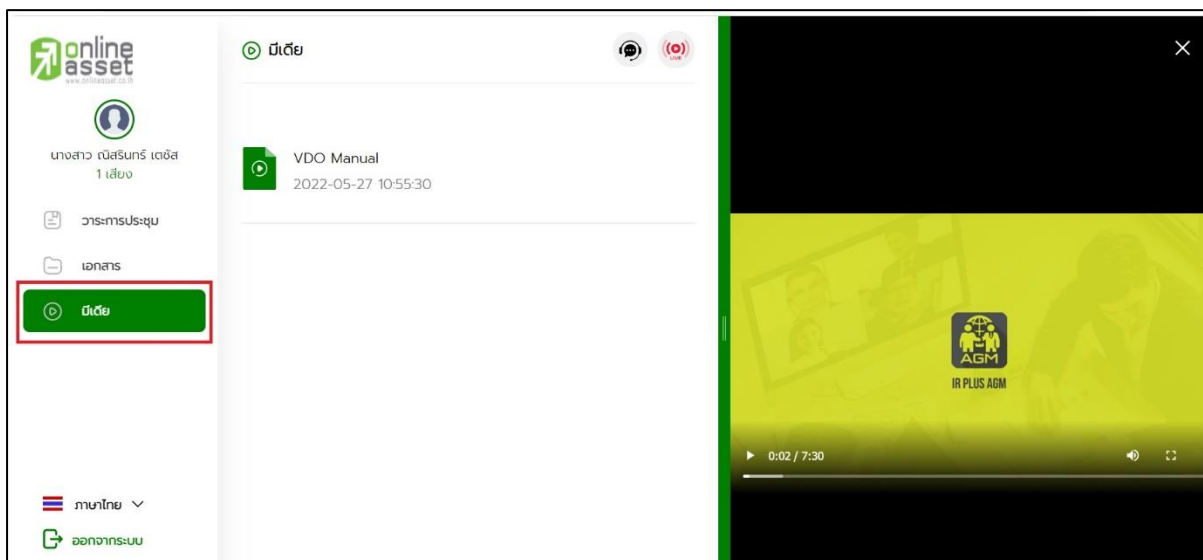 online
asset
www.onlineasset.co.th
นางสาว ณิสรินทร์ เตชัส
1 เสียง
วาระการประชุม
เอกสาร
มีเดีย
ภาษาไทย
ออกจากระบบ
มีเดีย
LIVE
VDO Manual
2022-05-27 10:55:30
AGM
IR PLUS AGM
0:02 / 7:30